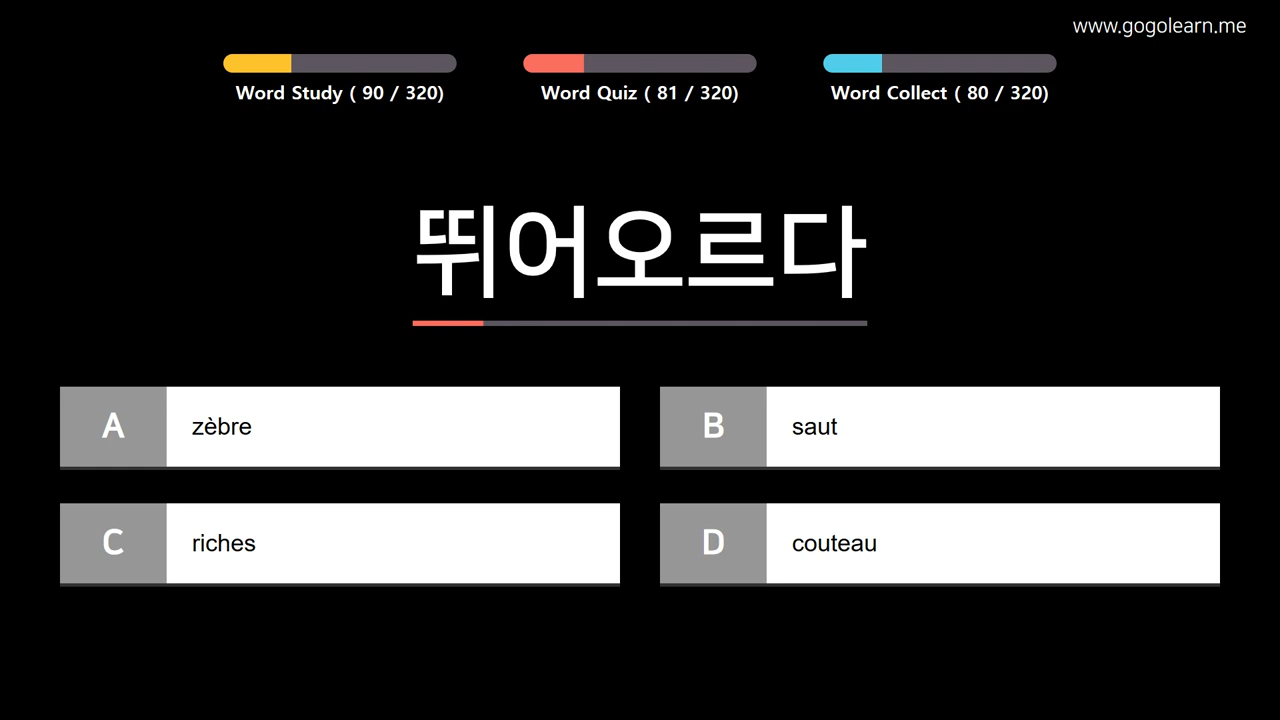 www.gogolearn.me
Word Study ( 90 / 320)
Word Quiz ( 81 / 320)
Word Collect ( 80 / 320)
뛰어오르다
A zèbre
B saut
C riches
D couteau